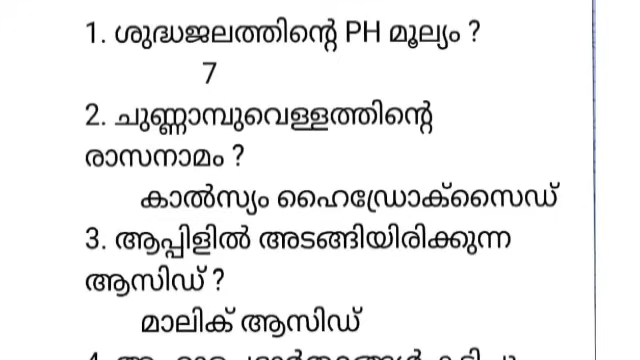 1. ശുദ്ധജലത്തിന്റെ PH മൂല്യം ?
7
2. ചുണ്ണാമ്പുവെള്ളത്തിന്റെ
രാസനാമം ?
കാൽസ്യം ഹൈഡ്രോക്സൈഡ്
3. ആപ്പിളിൽ അടങ്ങിയിരിക്കുന്ന
ആസിഡ് ?
മാലിക് ആസിഡ്